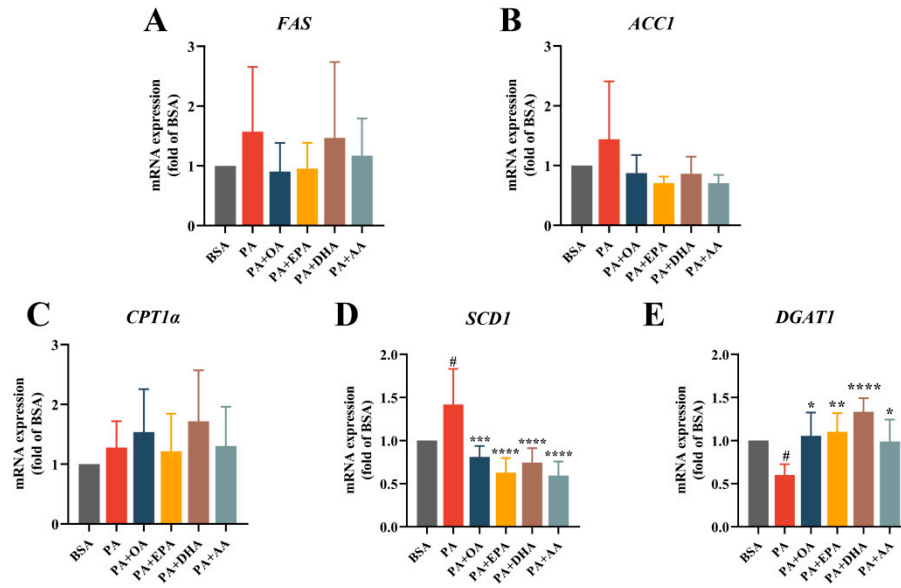 A
FAS
mRNA expression
(fold of BSA)
3
2
1
0
BSA
PA
PA+OA
PA+EPA
PA+DHA
PA+AA
B
ACC1
mRNA expression
(fold of BSA)
3
2
1
0
BSA
PA
PA+OA
PA+EPA
PA+DHA
PA+AA
C
CPT1α
mRNA expression
(fold of BSA)
3
2
1
0
BSA
PA
PA+OA
PA+EPA
PA+DHA
PA+AA
D
SCD1
mRNA expression
(fold of BSA)
2.0
1.5
1.0
0.5
0.0
#
***
****
****
****
BSA
PA
PA+OA
PA+EPA
PA+DHA
PA+AA
E
DGAT1
mRNA expression
(fold of BSA)
2.0
1.5
1.0
0.5
0.0
#
*
**
****
*
BSA
PA
PA+OA
PA+EPA
PA+DHA
PA+AA